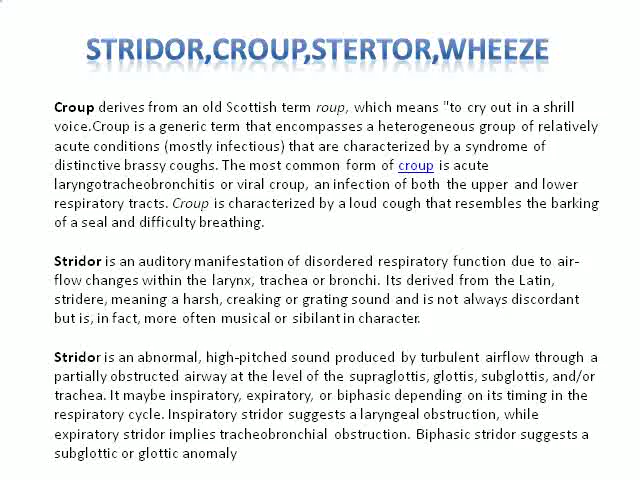 STRIDOR,CROUP,STERTOR,WHEEZE
Croup derives from an old Scottish term roup, which means "to cry out in a shrill
voice.Croup is a generic term that encompasses a heterogeneous group of relatively
acute conditions (mostly infectious) that are characterized by a syndrome of
distinctive brassy coughs. The most common form of croup is acute
laryngotracheobronchitis or viral croup, an infection of both the upper and lower
respiratory tracts. Croup is characterized by a loud cough that resembles the barking
of a seal and difficulty breathing.
Stridor is an auditory manifestation of disordered respiratory function due to air-
flow changes within the larynx, trachea or bronchi. Its derived from the Latin,
stridere, meaning a harsh, creaking or grating sound and is not always discordant
but is, in fact, more often musical or sibilant in character.
Stridor is an abnormal, high-pitched sound produced by turbulent airflow through a
partially obstructed airway at the level of the supraglottis, glottis, subglottis, and/or
trachea. It maybe inspiratory, expiratory, or biphasic depending on its timing in the
respiratory cycle. Inspiratory stridor suggests a laryngeal obstruction, while
expiratory stridor implies tracheobronchial obstruction. Biphasic stridor suggests a
subglottic or glottic anomaly